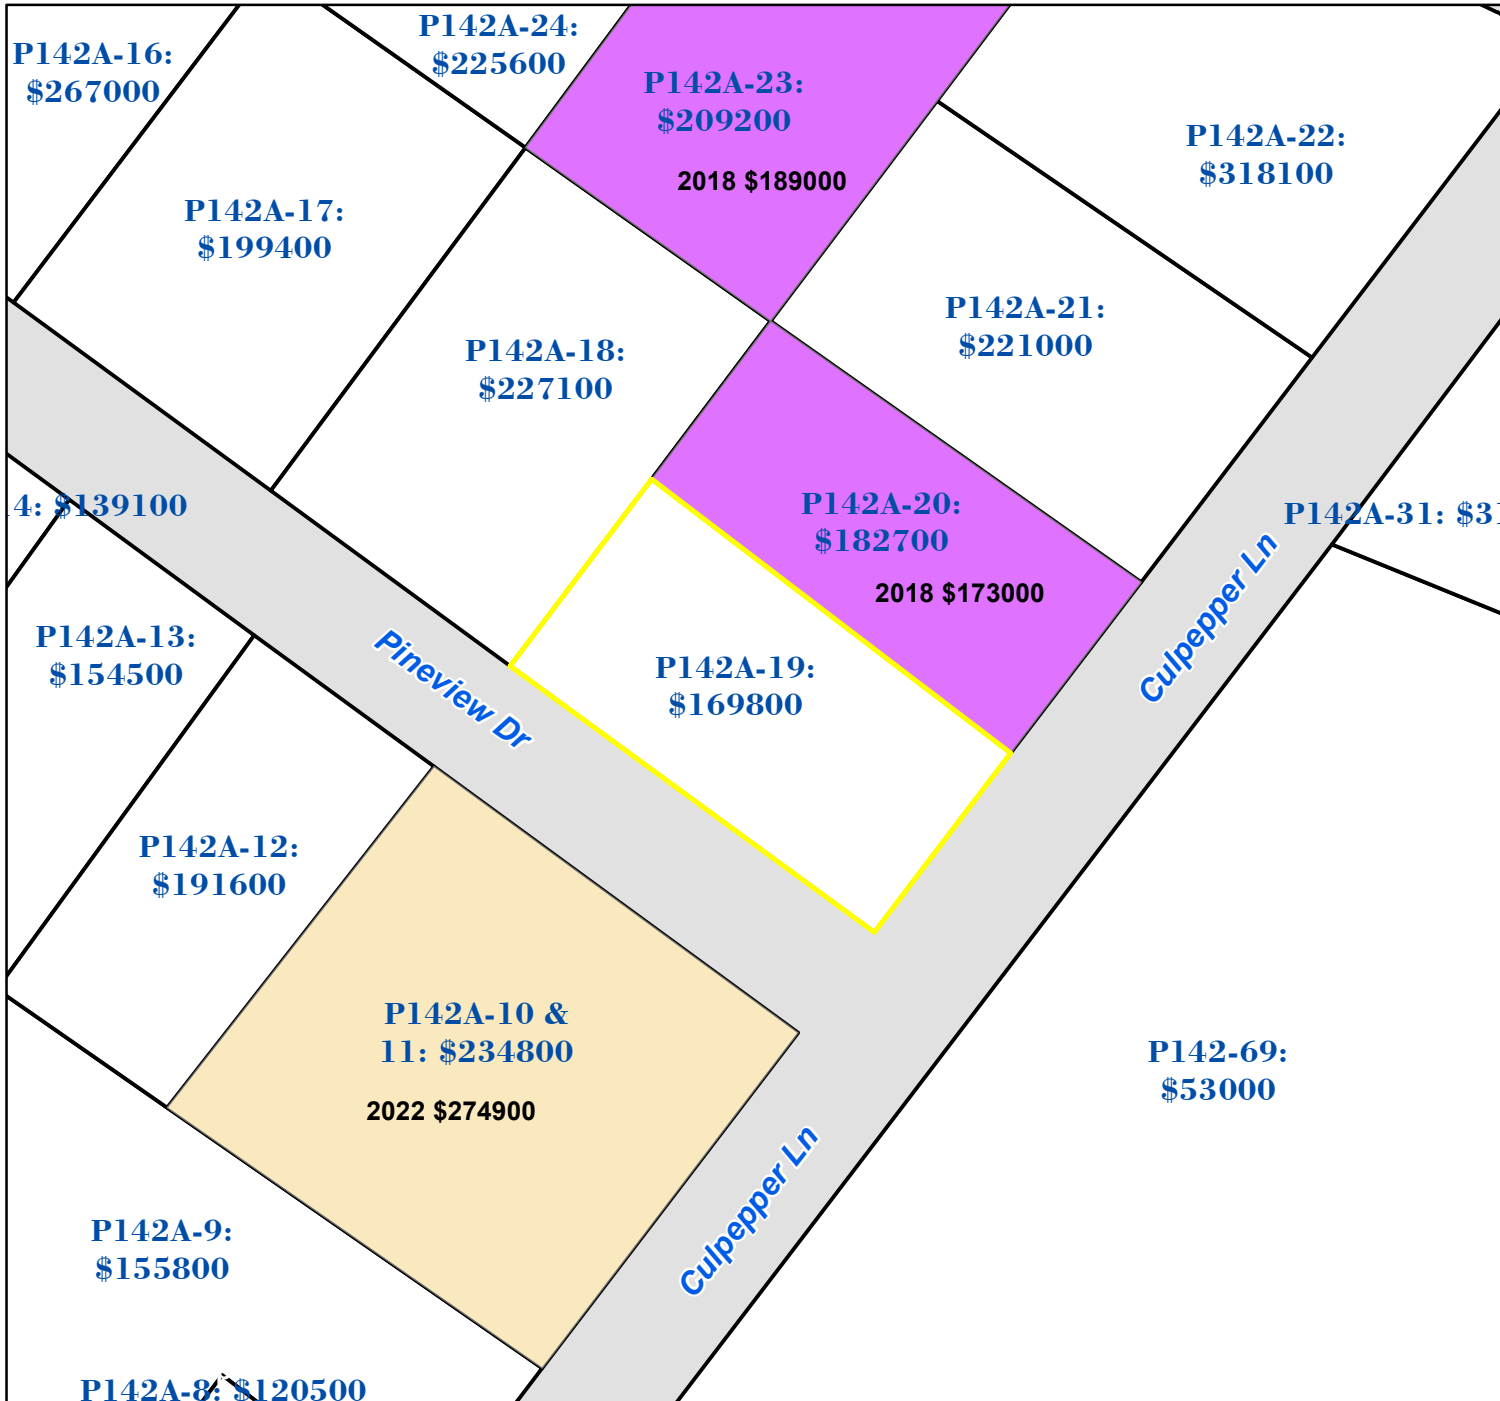 P142A-24:
$225600
P142A-16:
$267000
P142A-23:
$209200
2018 $189000
P142A-22:
$318100
P142A-17:
$199400
P142A-21:
$221000
P142A-18:
$227100
4: $139100
P142A-20:
$182700
2018 $173000
P142A-31: $31
Culpepper Ln
P142A-13:
$154500
Pineview Dr
P142A-19:
$169800
P142A-12:
$191600
P142A-10 &
11: $234800
2022 $274900
P142-69:
$53000
Culpepper Ln
P142A-9:
$155800
P142A-8: $120500